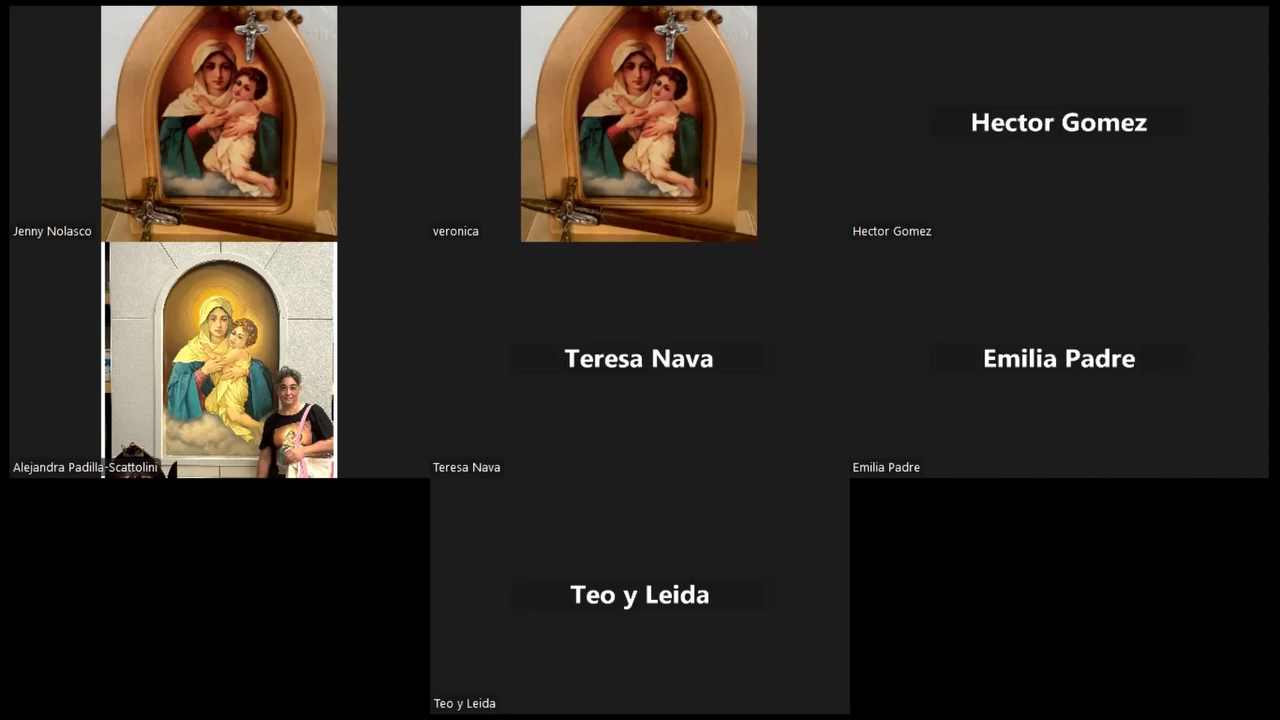 Jenny Nolasco
veronica
Hector Gomez
Hector Gomez
Alejandra Padilla-Scattolini
Teresa Nava
Teresa Nava
Emilia Padre
Emilia Padre
Teo y Leida
Teo y Leida